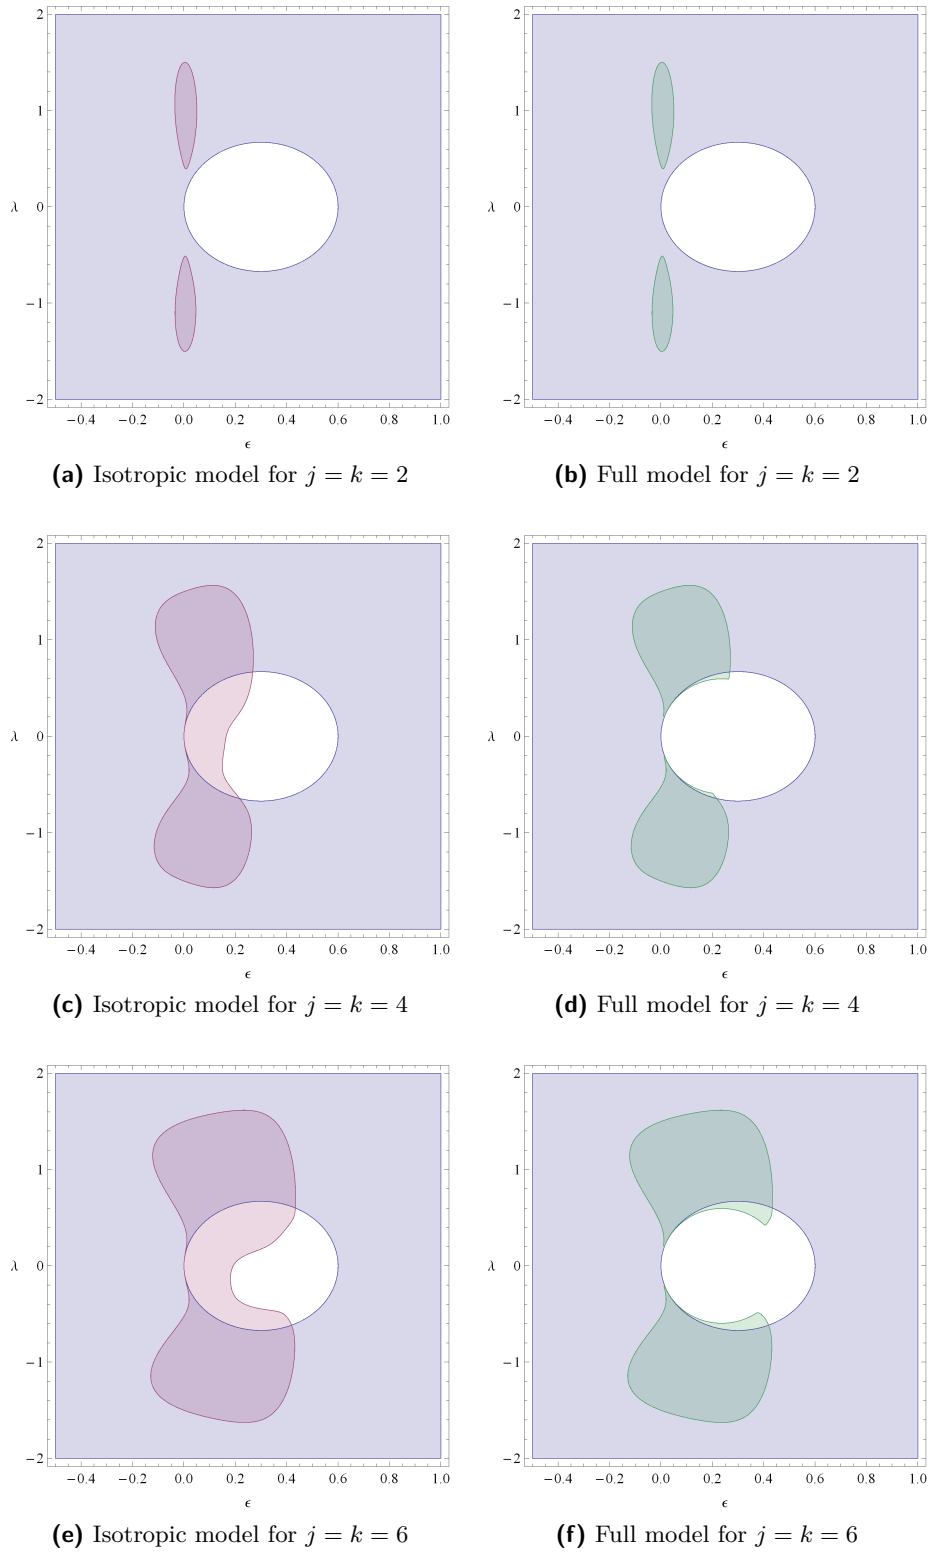 2 2
1 1
λ 0 λ 0
−1 −1
−2 −2
−0.4 −0.2 0.0 0.2 0.4 0.6 0.8 1.0 −0.4 −0.2 0.0 0.2 0.4 0.6 0.8 1.0
ϵ ϵ
(a) Isotropic model for j = k = 2 (b) Full model for j = k = 2
2 2
1 1
λ 0 λ 0
−1 −1
−2 −2
−0.4 −0.2 0.0 0.2 0.4 0.6 0.8 1.0 −0.4 −0.2 0.0 0.2 0.4 0.6 0.8 1.0
ϵ ϵ
(c) Isotropic model for j = k = 4 (d) Full model for j = k = 4
2 2
1 1
λ 0 λ 0
−1 −1
−2 −2
−0.4 −0.2 0.0 0.2 0.4 0.6 0.8 1.0 −0.4 −0.2 0.0 0.2 0.4 0.6 0.8 1.0
ϵ ϵ
(e) Isotropic model for j = k = 6 (f) Full model for j = k = 6